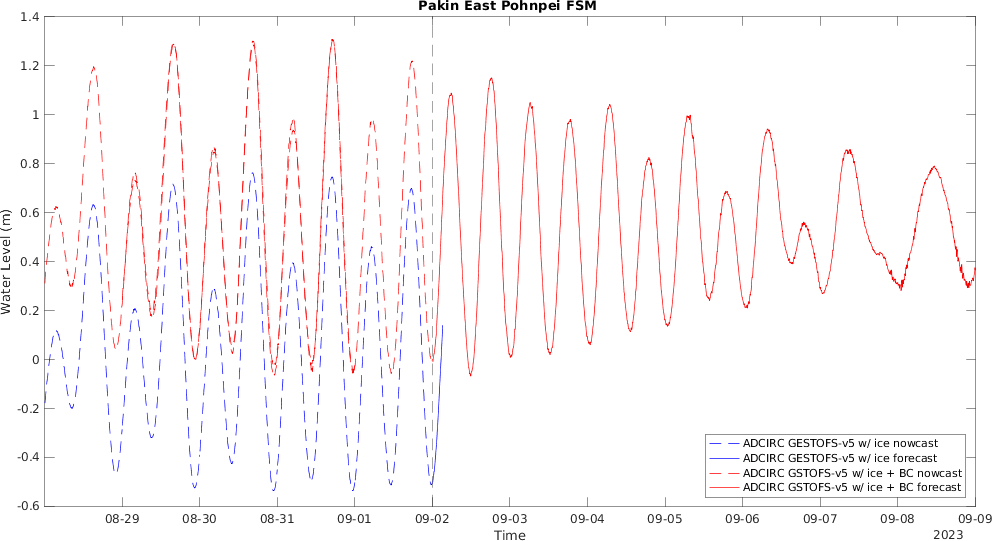 Pakin East Pohnpei FSM
Water Level (m)
1.4
1.2
1
0.8
0.6
0.4
0.2
0
-0.2
-0.4
-0.6
ADCIRC GESTOFS-v5 w/ ice nowcast
ADCIRC GESTOFS-v5 w/ ice forecast
ADCIRC GSTOFS-v5 w/ ice + BC nowcast
ADCIRC GSTOFS-v5 w/ ice + BC forecast
08-29 08-30 08-31 09-01 09-02 09-03 09-04 09-05 09-06 09-07 09-08 09-09
Time
2023